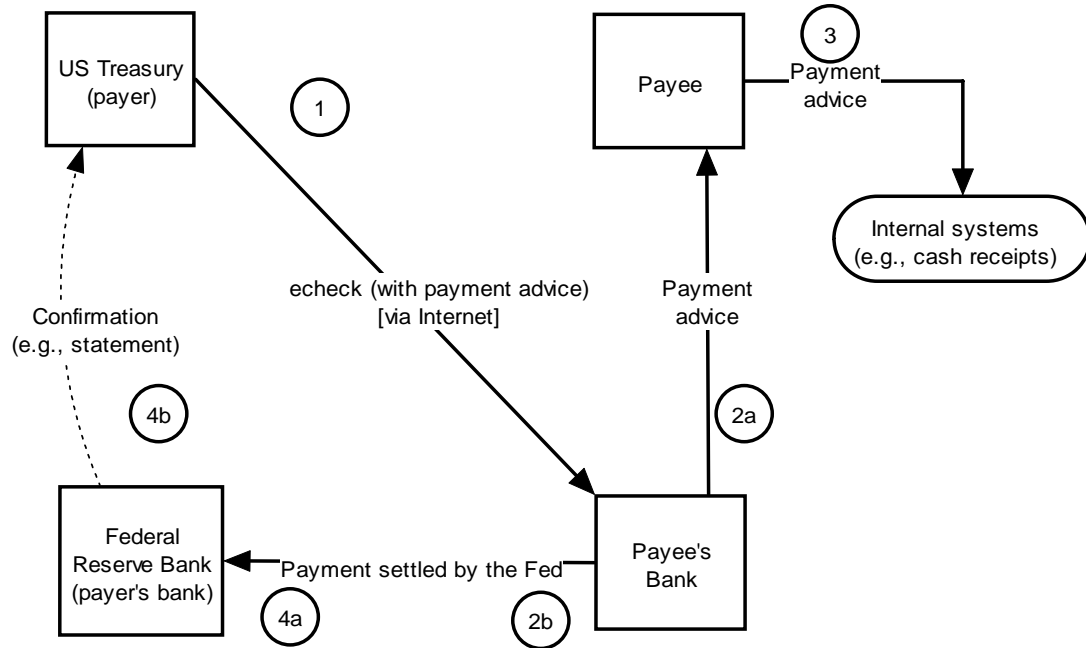 US Treasury
(payer)
1
Payee
3
Payment
advice
Internal systems
(e.g., cash receipts)
echeck (with payment advice)
[via Internet]
Payment
advice
Confirmation
(e.g., statement)
4b
2a
Federal
Reserve Bank
(payer's bank)
Payment settled by the Fed
4a
2b
Payee's
Bank